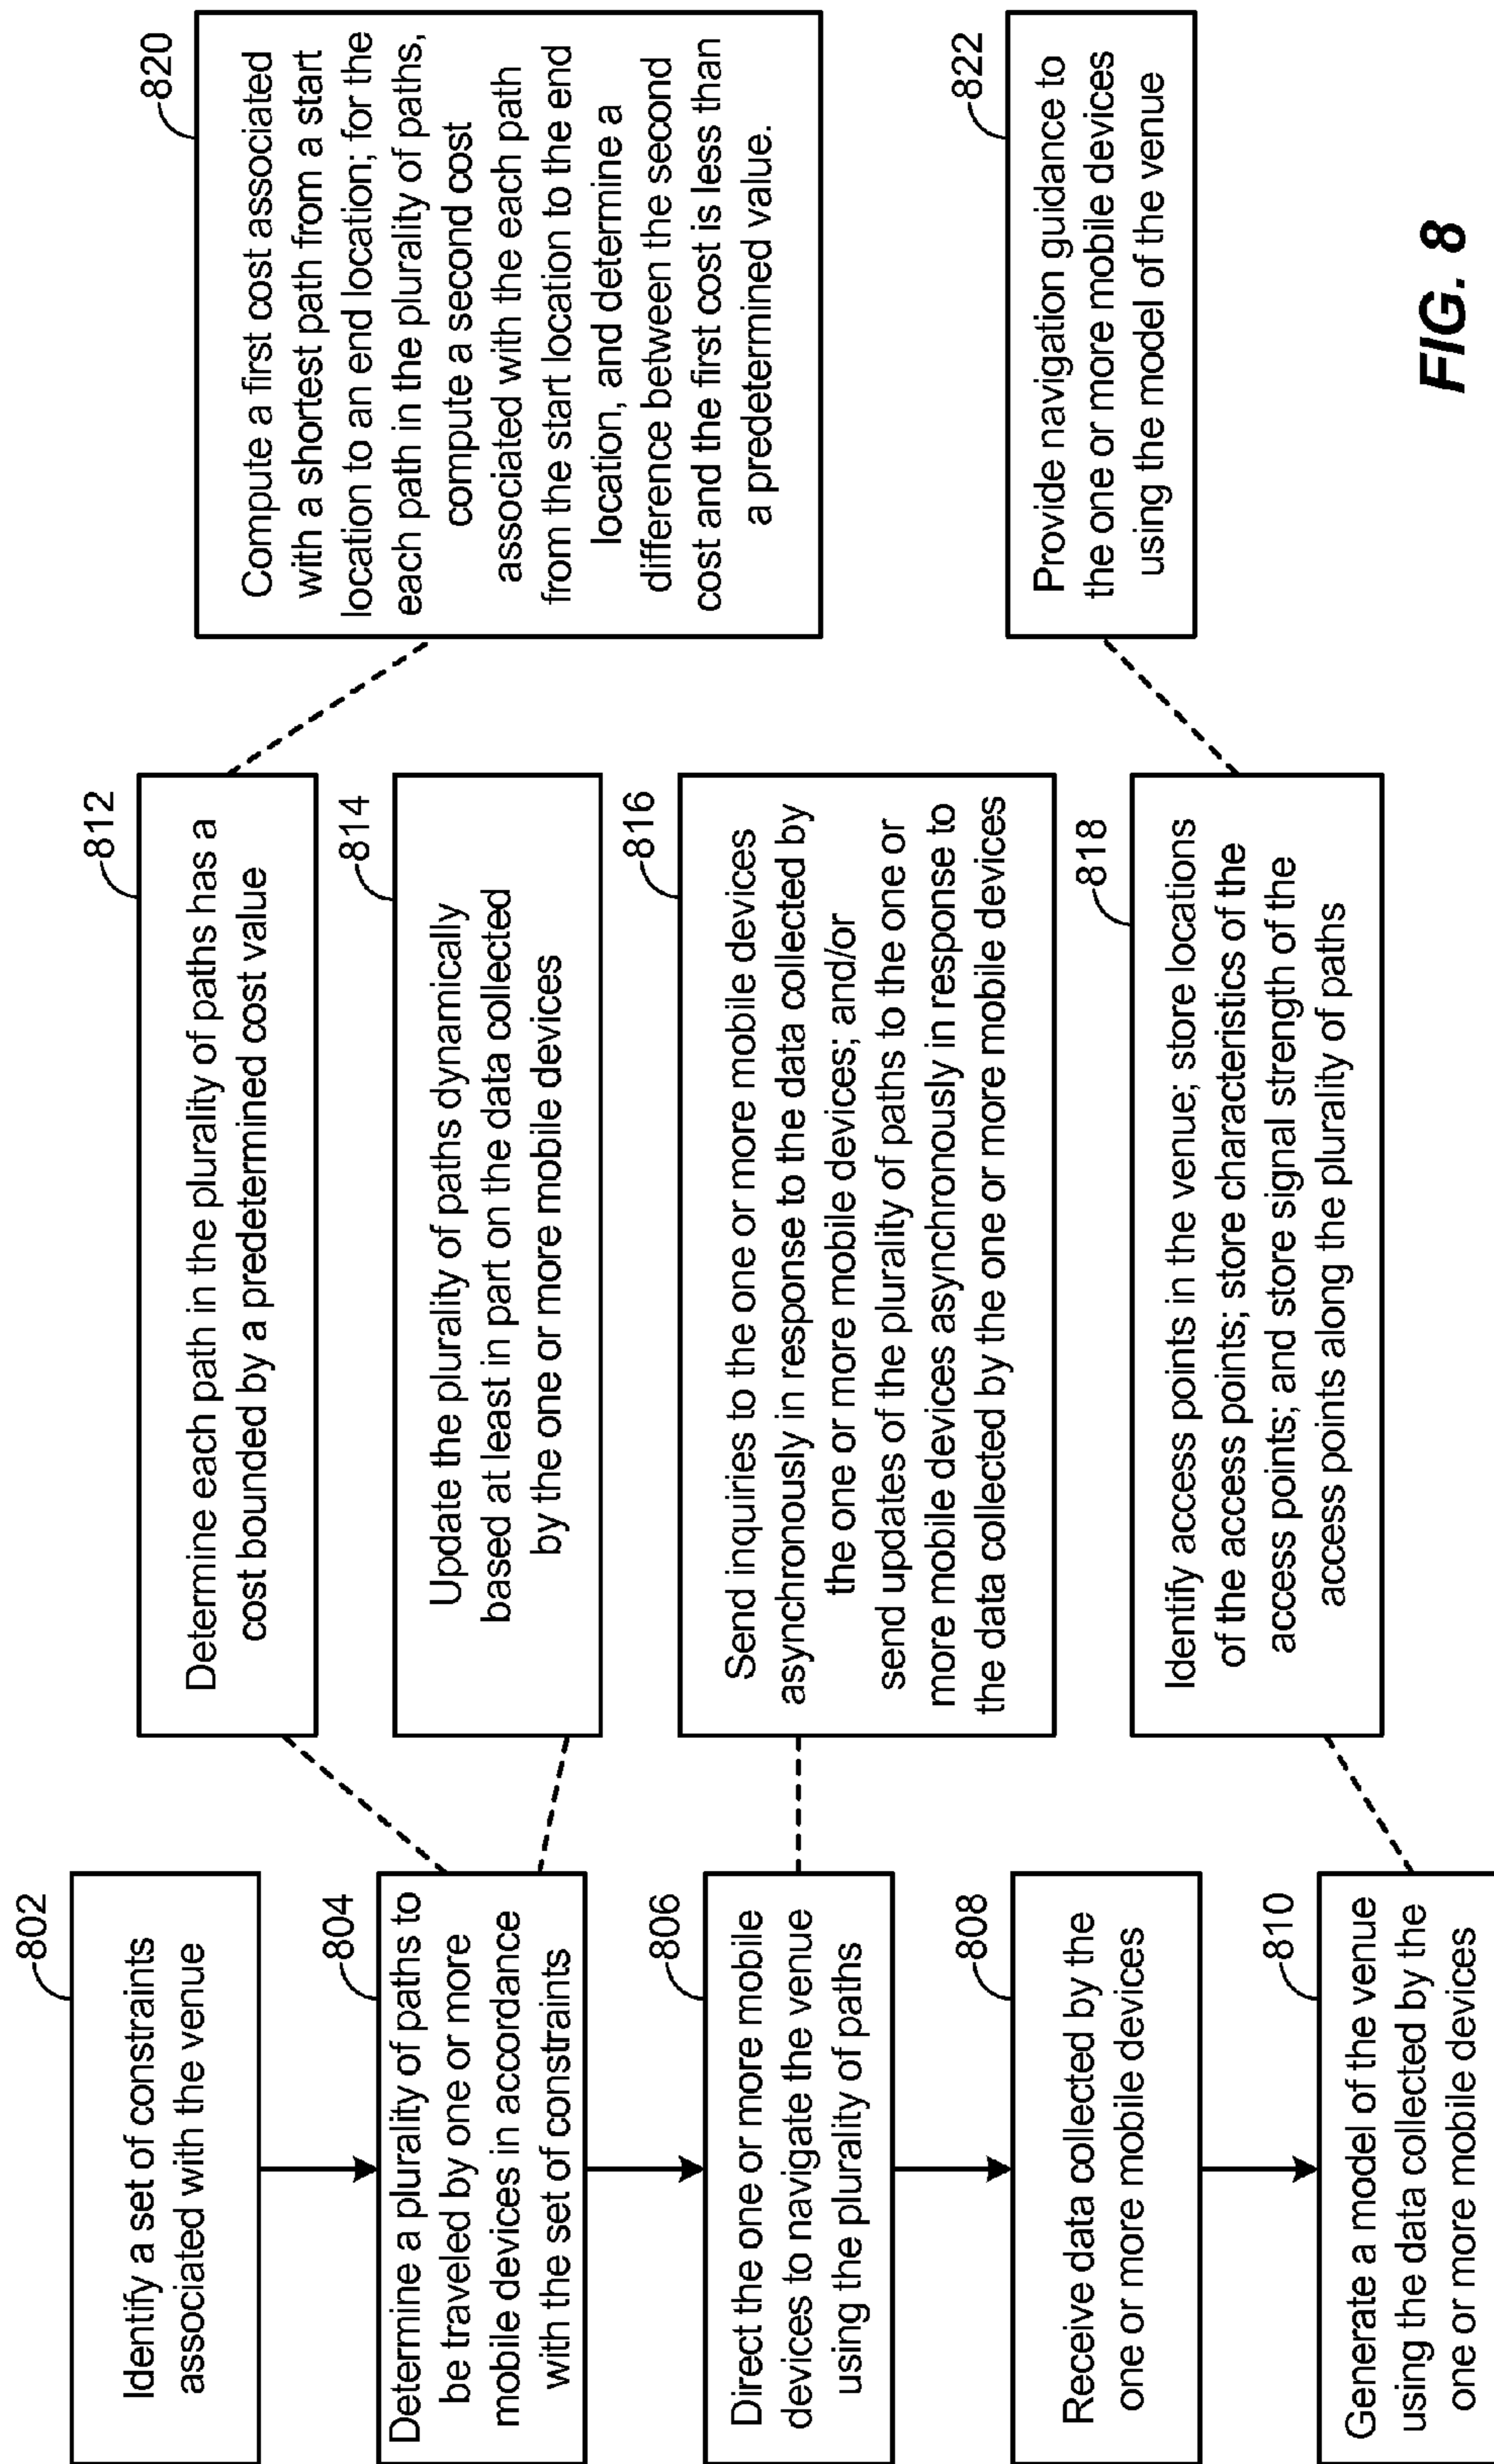 802
Identify a set of constraints
associated with the venue
804
Determine a plurality of paths to
be traveled by one or more
mobile devices in accordance
with the set of constraints
806
Direct the one or more mobile
devices to navigate the venue
using the plurality of paths
808
Receive data collected by the
one or more mobile devices
810
Generate a model of the venue
using the data collected by the
one or more mobile devices
812
Determine each path in the plurality of paths has a
cost bounded by a predetermined cost value
814
Update the plurality of paths dynamically
based at least in part on the data collected
by the one or more mobile devices
816
Send inquiries to the one or more mobile devices
asynchronously in response to the data collected by
the one or more mobile devices; and/or
send updates of the plurality of paths to the one or
more mobile devices asynchronously in response to
the data collected by the one or more mobile devices
818
Identify access points in the venue; store locations
of the access points; store characteristics of the
access points; and store signal strength of the
access points along the plurality of paths
820
Compute a first cost associated
with a shortest path from a start
location to an end location; for the
each path in the plurality of paths,
compute a second cost
associated with the each path
from the start location to the end
location, and determine a
difference between the second
cost and the first cost is less than
a predetermined value.
822
Provide navigation guidance to
the one or more mobile devices
using the model of the venue
FIG. 8